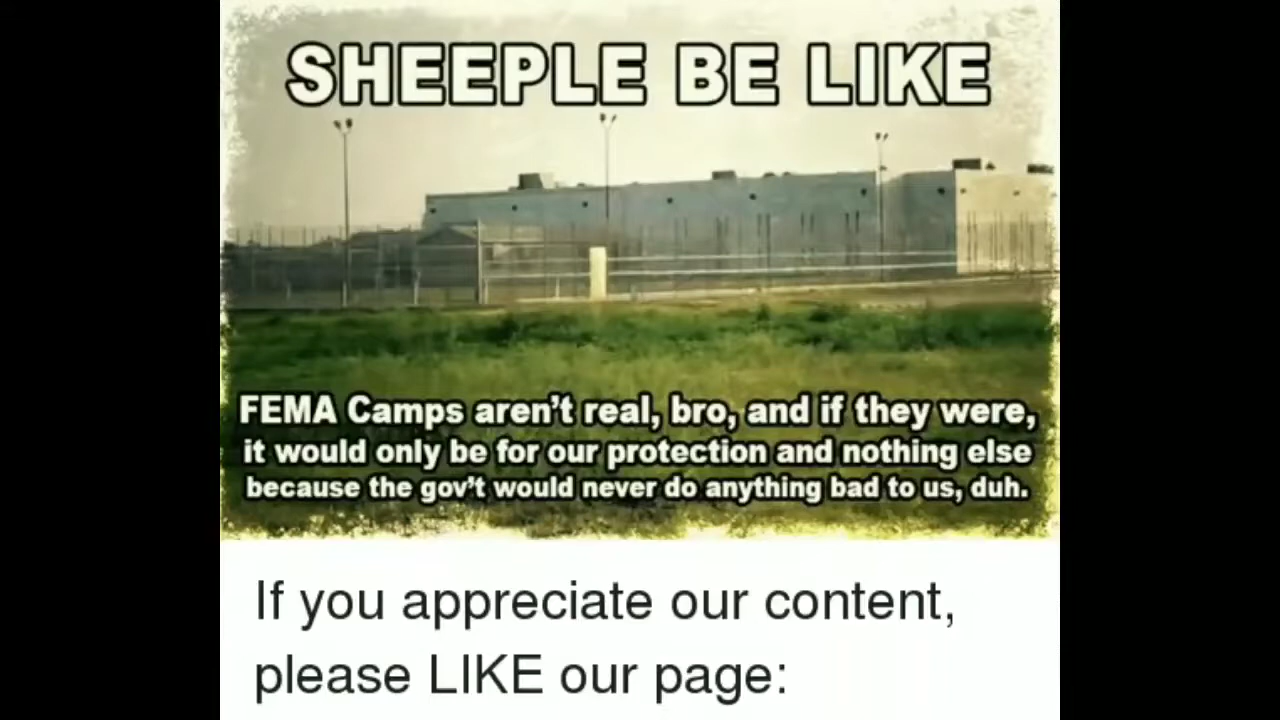 SHEEPLE BE LIKE
FEMA Camps aren't real, bro, and if they were,
it would only be for our protection and nothing else
because the gov't would never do anything bad to us, duh.
If you appreciate our content,
please LIKE our page: